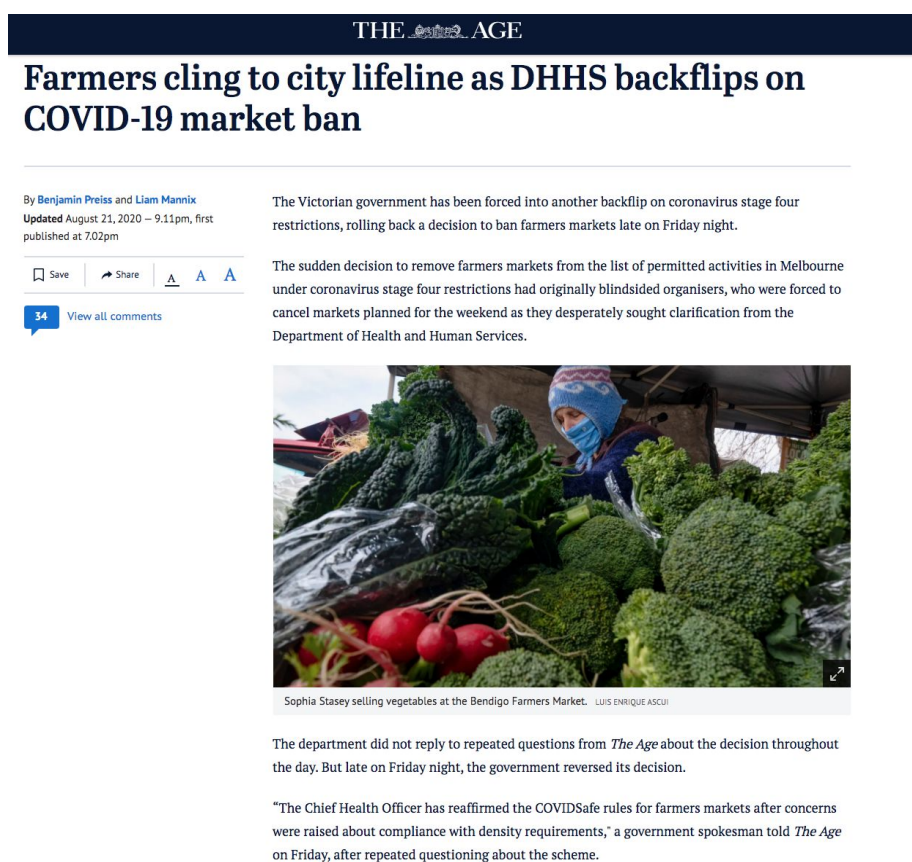 THE AGE
Farmers cling to city lifeline as DHHS backflips on
COVID-19 market ban
By Benjamin Preiss and Liam Mannix
Updated August 21, 2020 — 9.11pm, first
published at 7.02pm
Save
Share
A A A
34 View all comments
The Victorian government has been forced into another backflip on coronavirus stage four
restrictions, rolling back a decision to ban farmers markets late on Friday night.
The sudden decision to remove farmers markets from the list of permitted activities in Melbourne
under coronavirus stage four restrictions had originally blindsided organisers, who were forced to
cancel markets planned for the weekend as they desperately sought clarification from the
Department of Health and Human Services.
Sophia Stasey selling vegetables at the Bendigo Farmers Market. LUIS ENRIQUE ASCUI
The department did not reply to repeated questions from The Age about the decision throughout
the day. But late on Friday night, the government reversed its decision.
“The Chief Health Officer has reaffirmed the COVIDSafe rules for farmers markets after concerns
were raised about compliance with density requirements," a government spokesman told The Age
on Friday, after repeated questioning about the scheme.